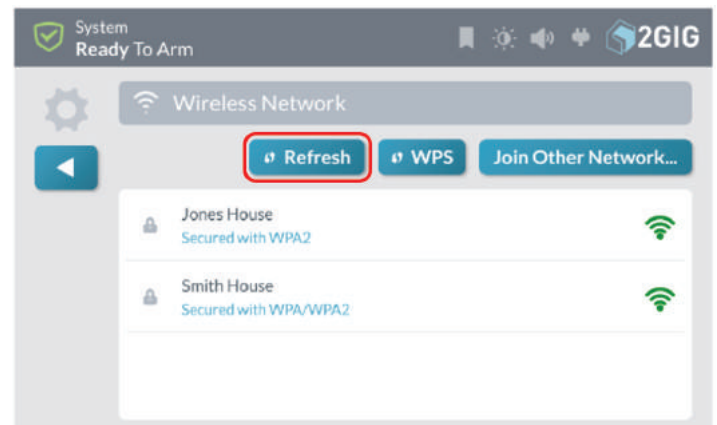 System
Ready To Arm
2GIG
Wireless Network
Refresh
WPS
Join Other Network...
Jones House
Secured with WPA2
Smith House
Secured with WPA/WPA2